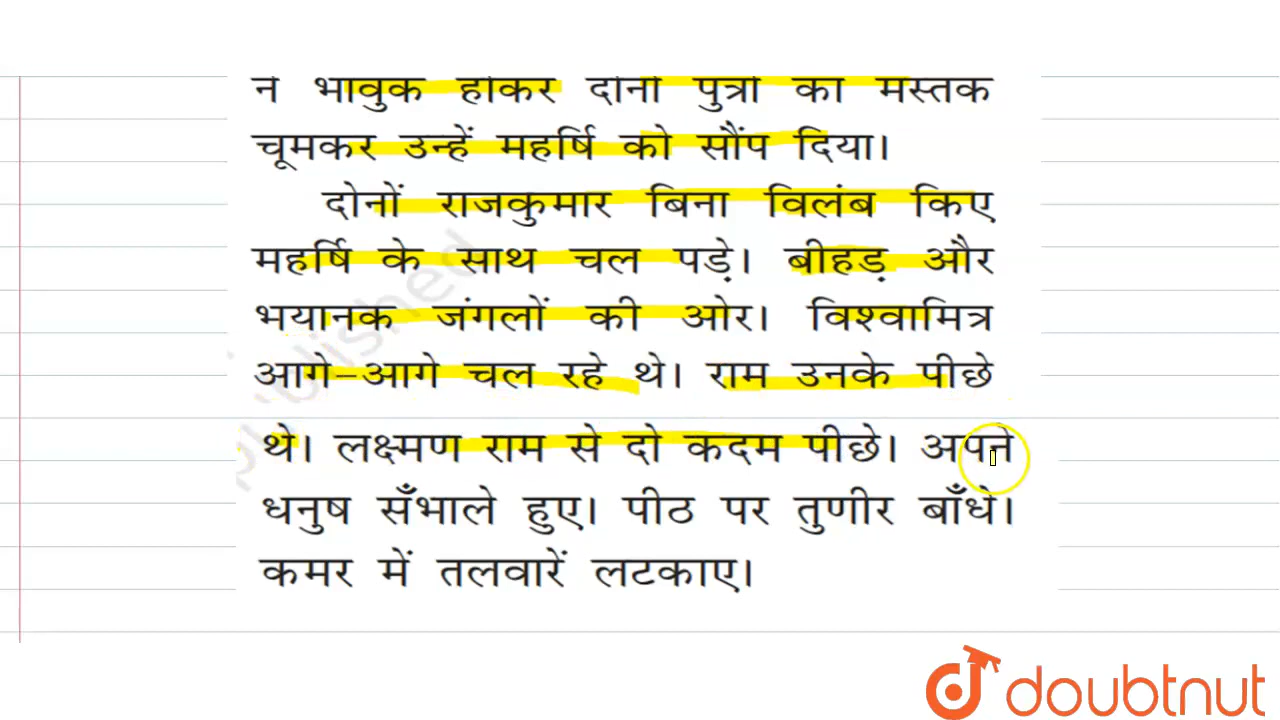 ने भावुक होकर दोनों पुत्रों का मस्तक
चूमकर उन्हें महर्षि को सौंप दिया।
दोनों राजकुमार बिना विलंब किए
महर्षि के साथ चल पड़े। बीहड़ और
भयानक जंगलों की ओर। विश्वामित्र
आगे–आगे चल रहे थे। राम उनके पीछे
थे। लक्ष्मण राम से दो कदम पीछे। अपने
धनुष सँभाले हुए। पीठ पर तुणीर बाँधे।
कमर में तलवारें लटकाए।
doubtnut